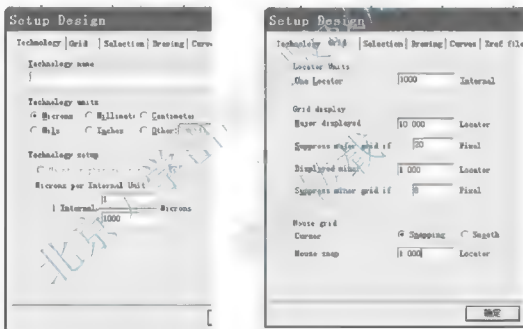 Setup Design
Technology Grid Selection Drawing Curve
Technology name
Technology units
Microns Millimete Centimeter
Mils Inches Other:
Technology setup
Microns per Internal Unit
1
1 Internal Microns
1000
Setup Design
Technology Grid Selection Drawing Curves Xref file
Locator Units
One Locator 1000 Internal
Grid display
Major displayed 10 000 Locator
Suppress major grid if 20 Pixel
Displayed minor 1 000 Locator
Suppress minor grid if 8 Pixel
Mouse grid
Cursor Snapping Smooth
Mouse snap 1 000 Locator
确定